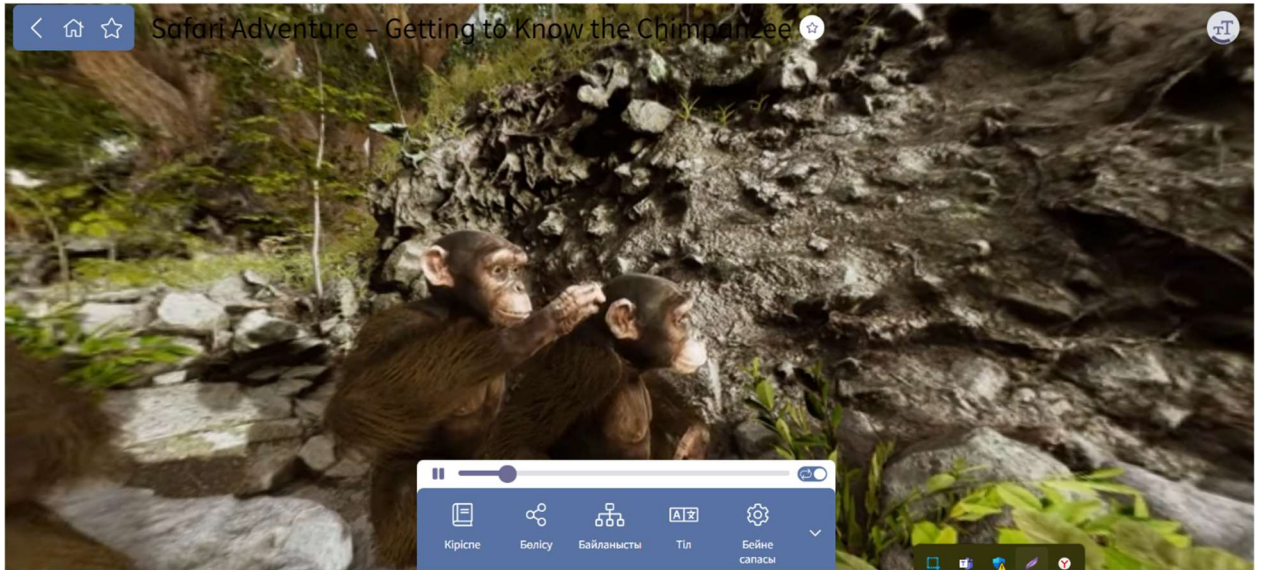 Safari Adventure – Getting to Know the Chimpanzee
Кіріспе
Бөлісу
Байланысты
Тіл
Бейне
сапасы